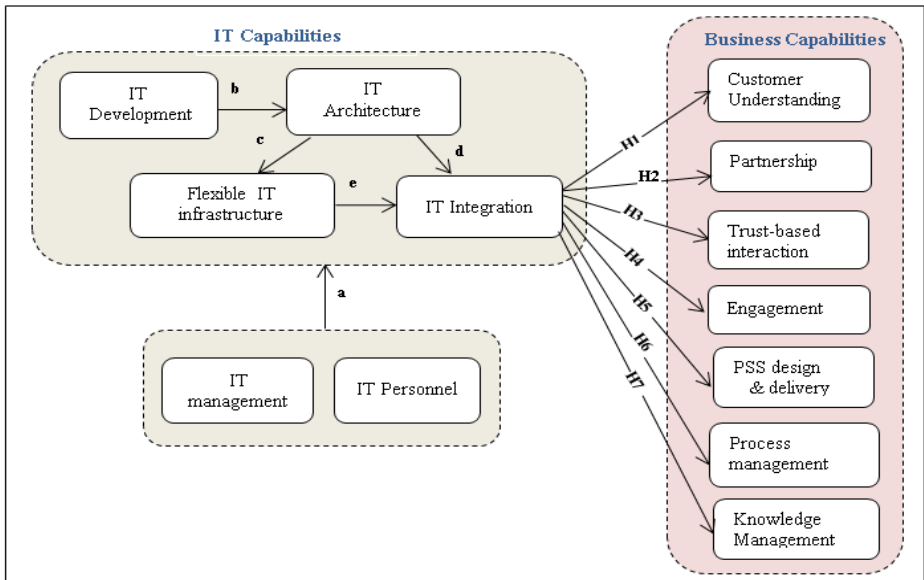 IT Capabilities
Business Capabilities
IT
Development
b
IT
Architecture
c
d
Flexible IT
infrastructure
e
IT Integration
a
IT
management
IT Personnel
H1
H2
H3
H4
H5
H6
H7
Customer
Understanding
Partnership
Trust-based
interaction
Engagement
PSS design
& delivery
Process
management
Knowledge
Management